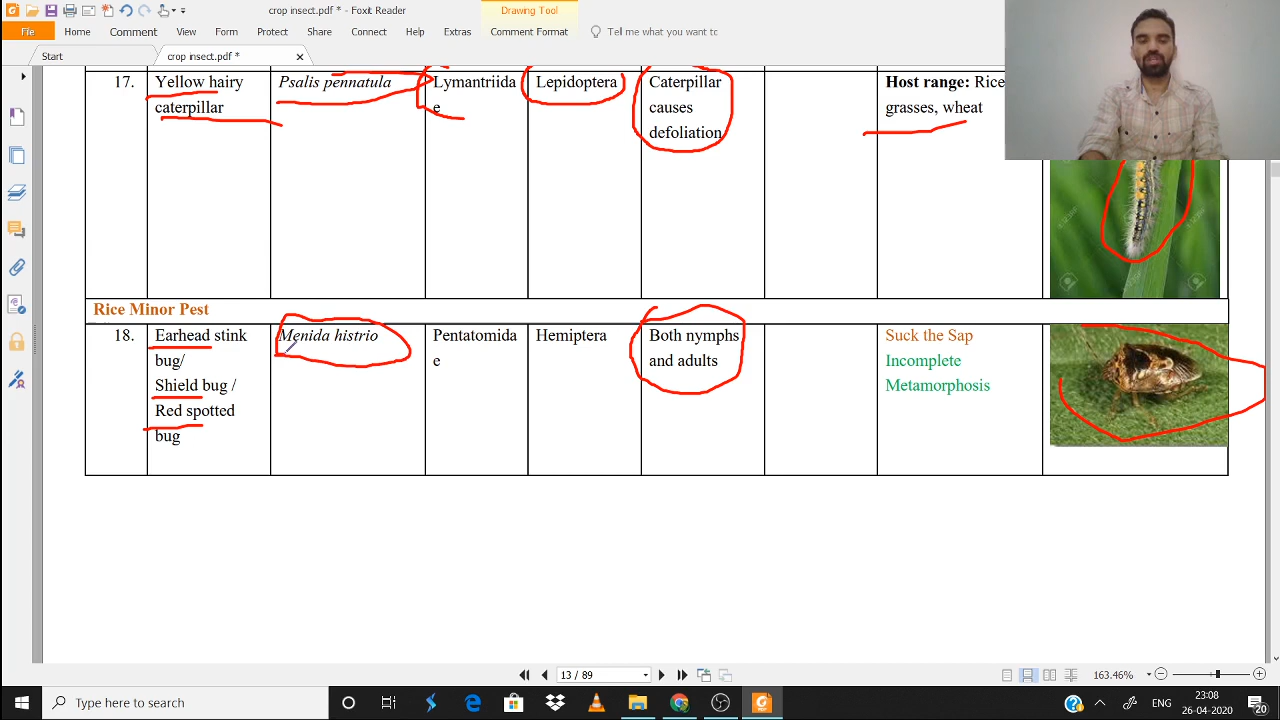 crop insect.pdf * - Foxit Reader
Drawing Tool
File Home Comment View Form Protect Share Connect Help Extras Comment Format Tell me what you want to
Start crop insect.pdf *
17. Yellow hairy caterpillar
Psalis pennatula
Lymantriida
e
Lepidoptera
Caterpillar
causes
defoliation
Host range: Rice
grasses, wheat
Rice Minor Pest
18. Earhead stink
bug/
Shield bug /
Red spotted
bug
Menida histrio
Pentatomida
e
Hemiptera
Both nymphs
and adults
Suck the Sap
Incomplete
Metamorphosis
13 / 89
163.46%
Type here to search
ENG
23:08
26-04-2020
20